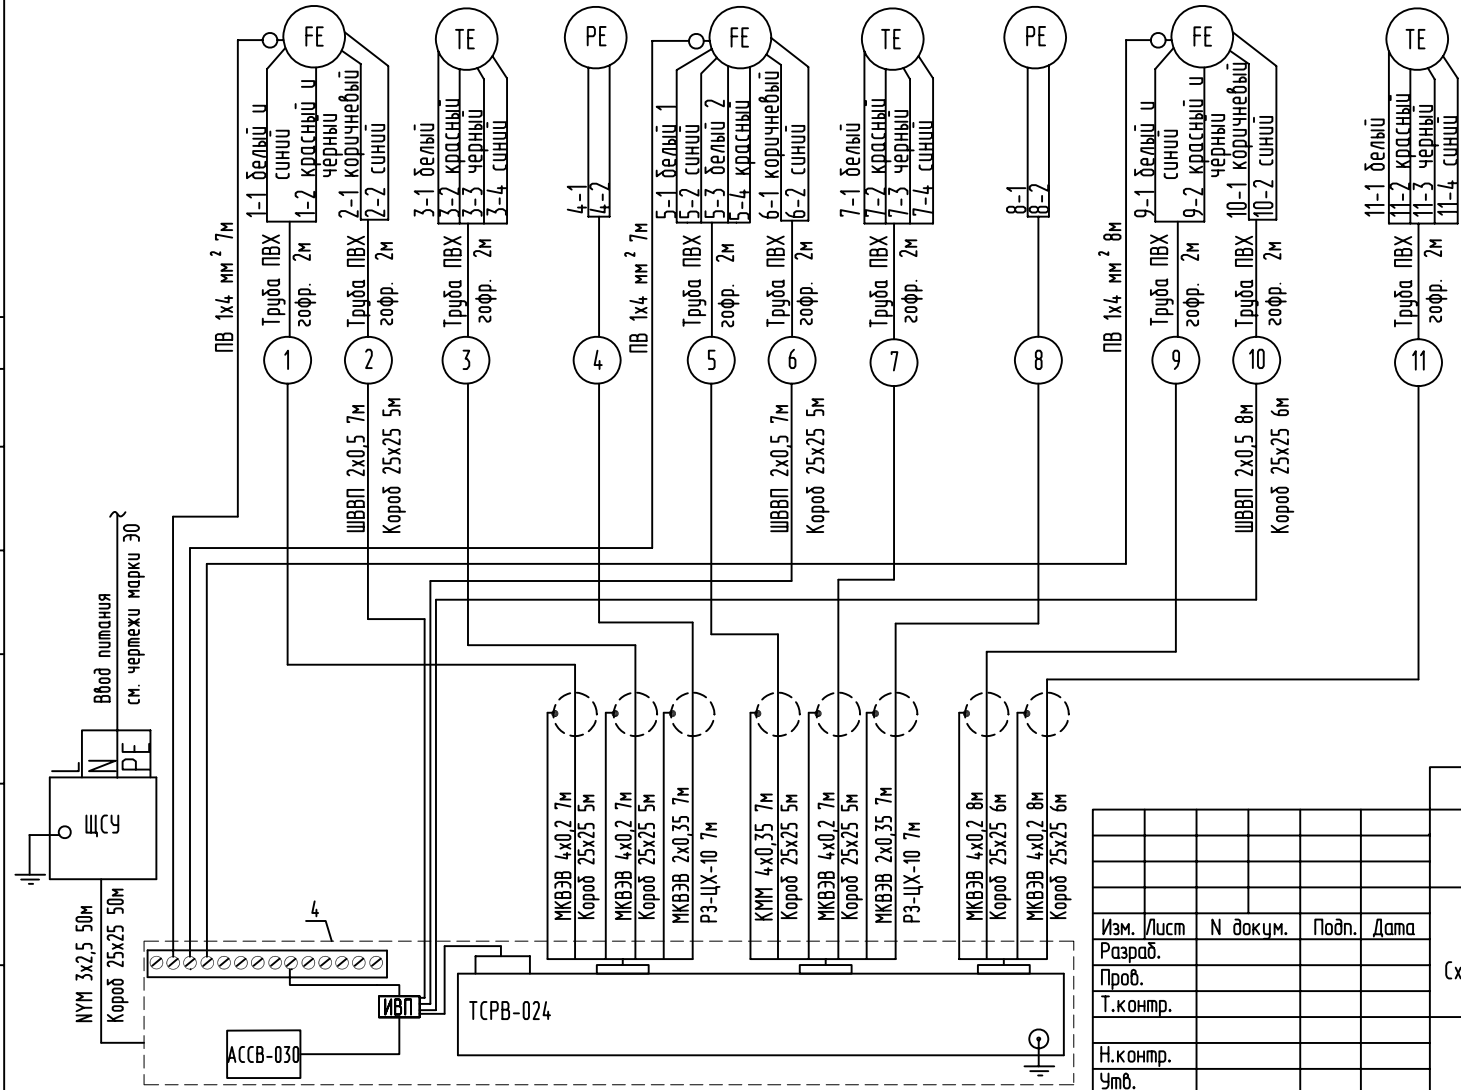 FE
TE
PE
FE
TE
PE
FE
TE
1-1 белый и
синий
1-2 красный и
черный
2-1 коричневый
2-2 синий
3-1 белый
3-2 красный
3-3 черный
3-4 синий
4-1
4-2
5-1 белый 1
5-2 синий
5-3 белый 2
5-4 красный
6-1 коричневый
6-2 синий
7-1 белый
7-2 красный
7-3 черный
7-4 синий
8-1
8-2
9-1 белый и
синий
9-2 красный и
черный
10-1 коричневый
10-2 синий
11-1 белый
11-2 красный
11-3 черный
11-4 синий
ПВ 1х4 мм² 7м
Труба ПВХ
гофр. 2м
Труба ПВХ
гофр. 2м
Труба ПВХ
гофр. 2м
ПВ 1х4 мм² 7м
Труба ПВХ
гофр. 2м
Труба ПВХ
гофр. 2м
Труба ПВХ
гофр. 2м
ПВ 1х4 мм² 8м
Труба ПВХ
гофр. 2м
Труба ПВХ
гофр. 2м
Труба ПВХ
гофр. 2м
1
2
3
4
5
6
7
8
9
10
11
ШВВП 2х0,5 7м
Короб 25х25 5м
ШВВП 2х0,5 7м
Короб 25х25 5м
ШВВП 2х0,5 8м
Короб 25х25 6м
Ввод питания
см. чертежи марки ЭО
L
N
PE
ЩСУ
NYM 3х2,5 50м
Короб 25х25 50м
МКВЭВ 4х0,2 7м
Короб 25х25 5м
МКВЭВ 4х0,2 7м
Короб 25х25 5м
МКВЭВ 2х0,35 7м
РЗ-ЦХ-10 7м
КММ 4х0,35 7м
Короб 25х25 5м
МКВЭВ 4х0,2 7м
Короб 25х25 5м
МКВЭВ 2х0,35 7м
РЗ-ЦХ-10 7м
МКВЭВ 4х0,2 8м
Короб 25х25 6м
МКВЭВ 4х0,2 8м
Короб 25х25 6м
4
ИВП
АССВ-030
ТСРВ-024
Изм. Лист N докум. Подп. Дата
Разраб.
Пров.
Т.контр.
Н.контр.
Утв.
Сх